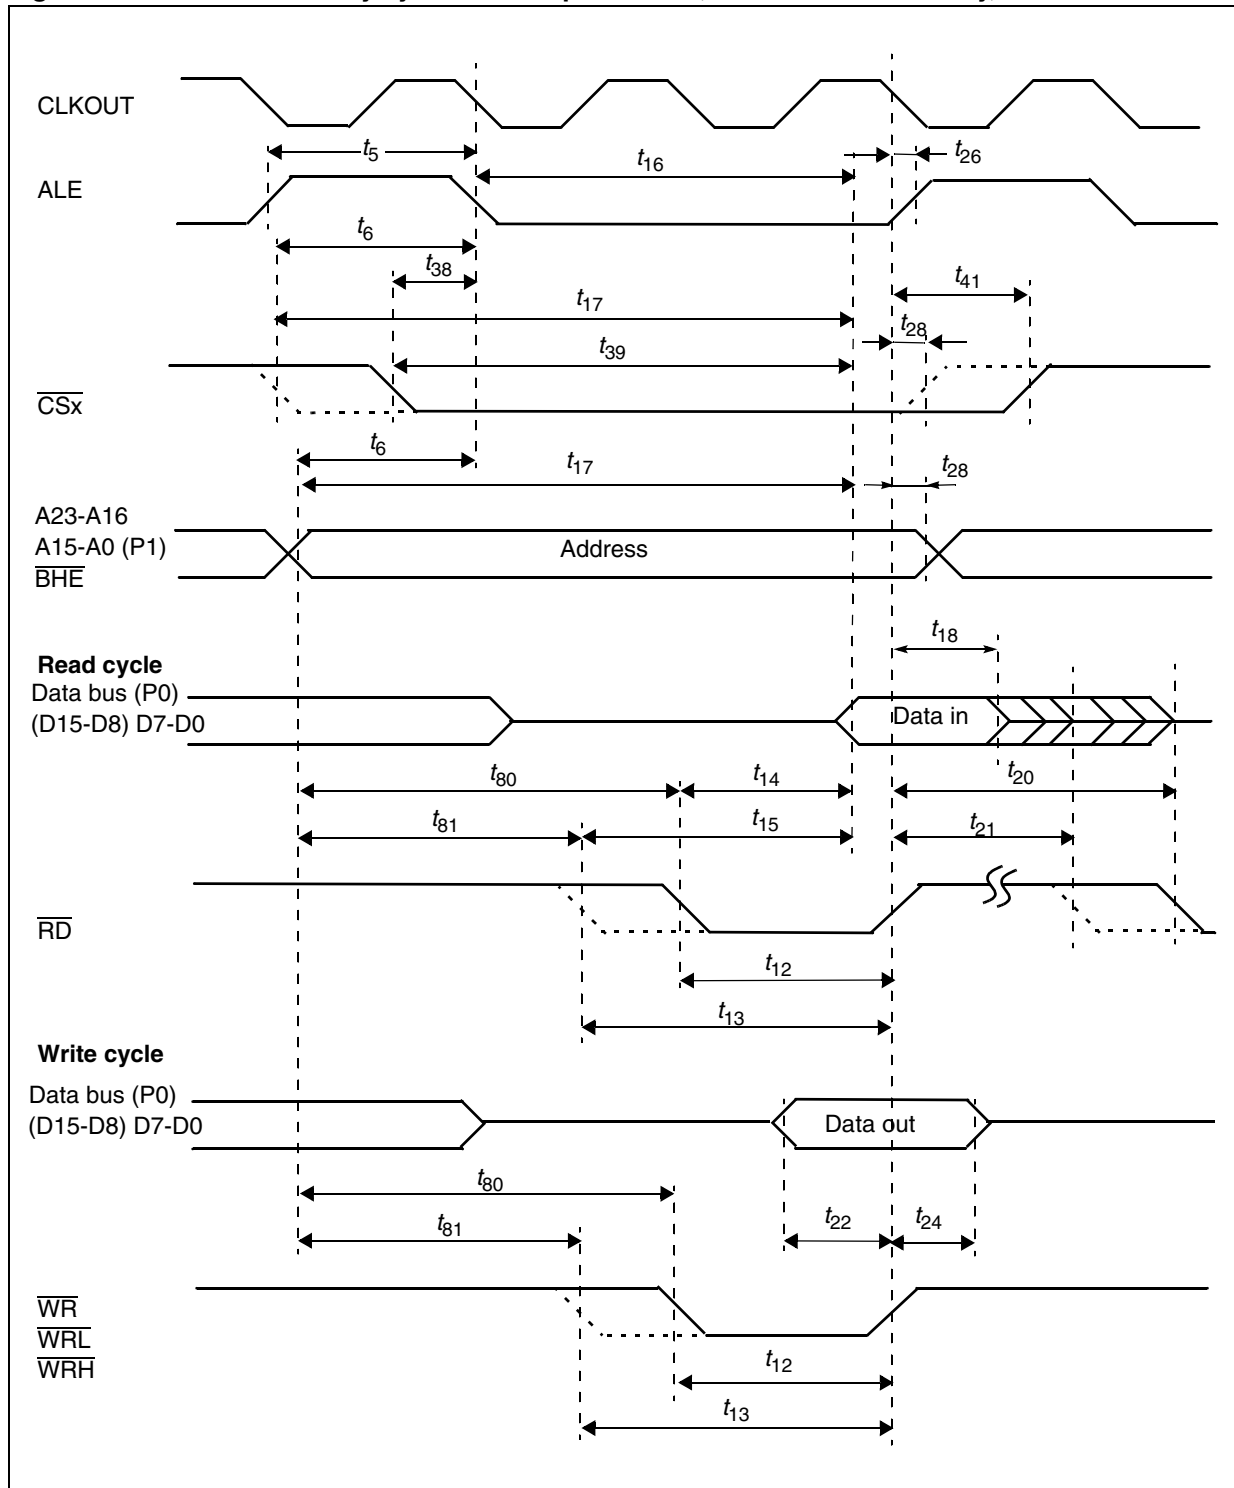 CLKOUT
t5
t16
t26
ALE
t6
t38
t41
t17
t28
t39
CSx
t6
t17
t28
A23-A16
A15-A0 (P1)
Address
BHE
t18
Read cycle
Data bus (P0)
(D15-D8) D7-D0
Data in
t80
t14
t20
t81
t15
t21
RD
t12
t13
Write cycle
Data bus (P0)
(D15-D8) D7-D0
Data out
t80
t81
t22
t24
WR
WRL
WRH
t12
t13